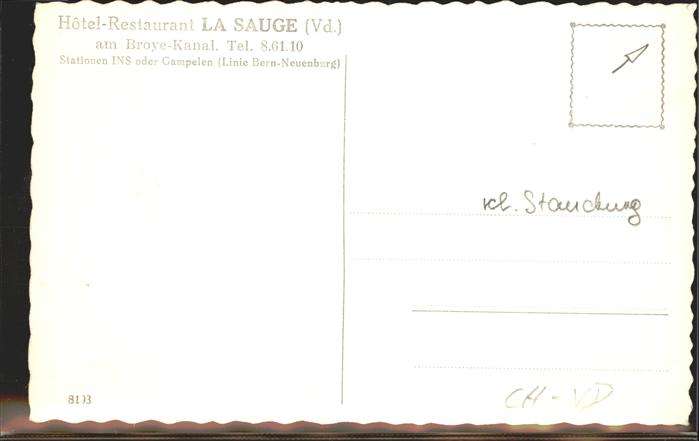 Hôtel-Restaurant LA SAUGE (Vd.)
am Broye-Kanal. Tel. 8.61.10
Stationen INS oder Gampelen (Linie Bern-Neuenburg)
kl. Stauchung
8103
CH-VD